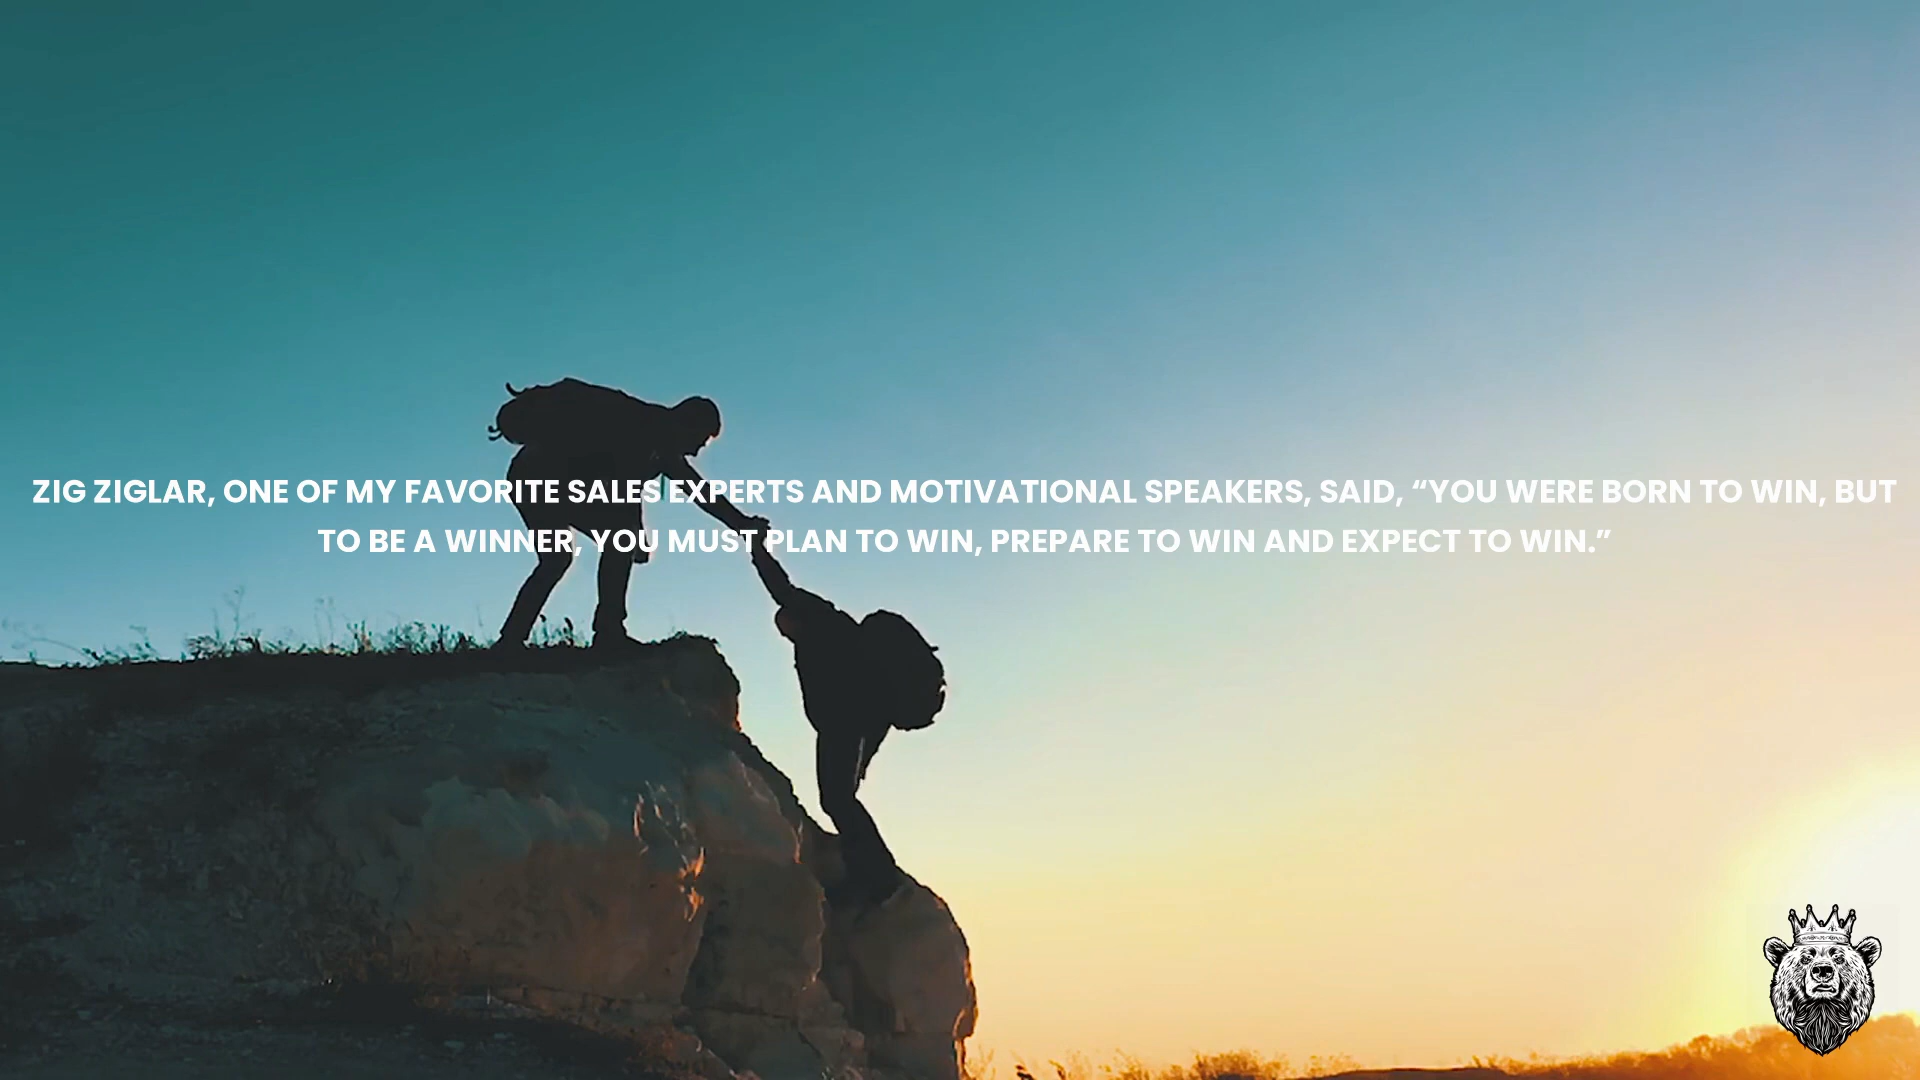 ZIG ZIGLAR, ONE OF MY FAVORITE SALES EXPERTS AND MOTIVATIONAL SPEAKERS, SAID, “YOU WERE BORN TO WIN, BUT
TO BE A WINNER, YOU MUST PLAN TO WIN, PREPARE TO WIN AND EXPECT TO WIN.”